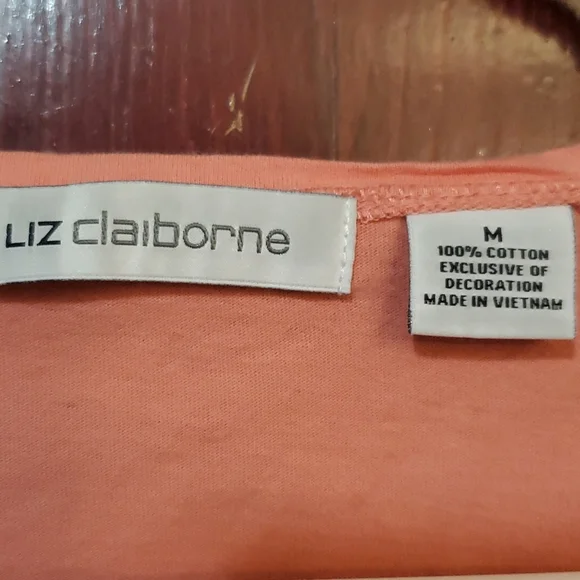 LIZ claiborne
M
100% COTTON
EXCLUSIVE OF
DECORATION
MADE IN VIETNAM